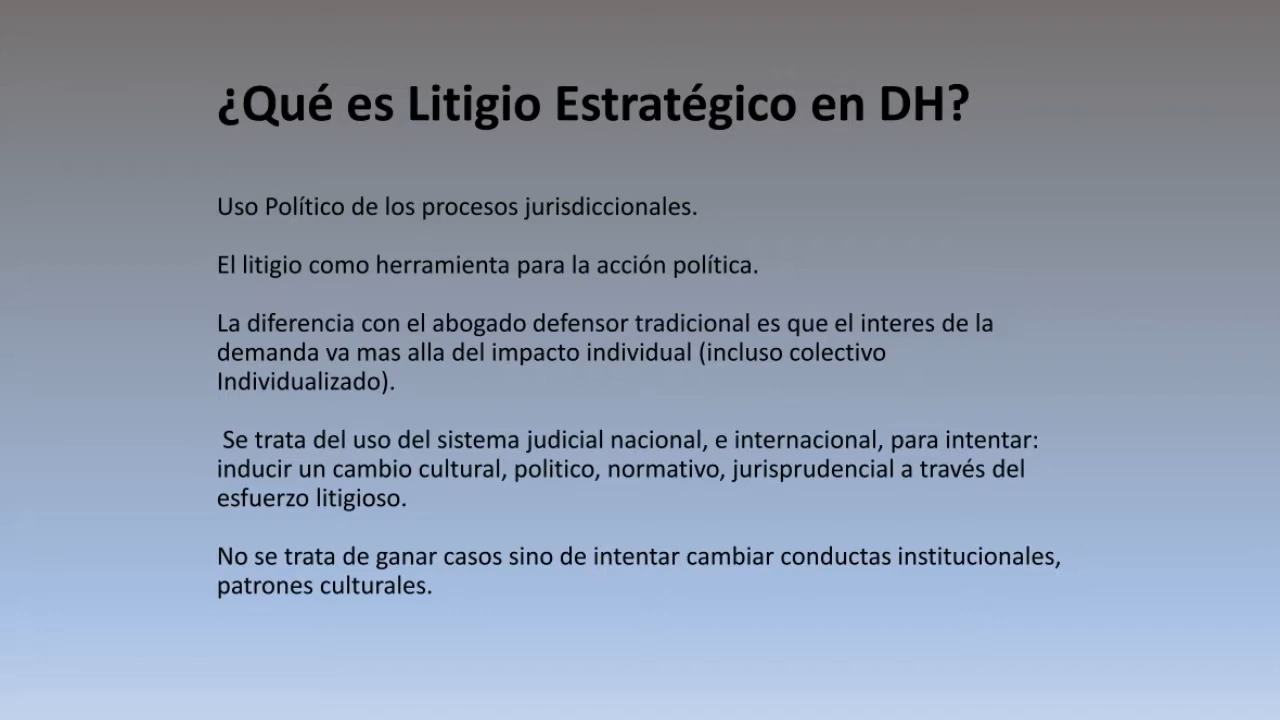 ¿Qué es Litigio Estratégico en DH?
Uso Político de los procesos jurisdiccionales.
El litigio como herramienta para la acción política.
La diferencia con el abogado defensor tradicional es que el interes de la
demanda va mas alla del impacto individual (incluso colectivo
Individualizado).
Se trata del uso del sistema judicial nacional, e internacional, para intentar:
inducir un cambio cultural, politico, normativo, jurisprudencial a través del
esfuerzo litigioso.
No se trata de ganar casos sino de intentar cambiar conductas institucionales,
patrones culturales.